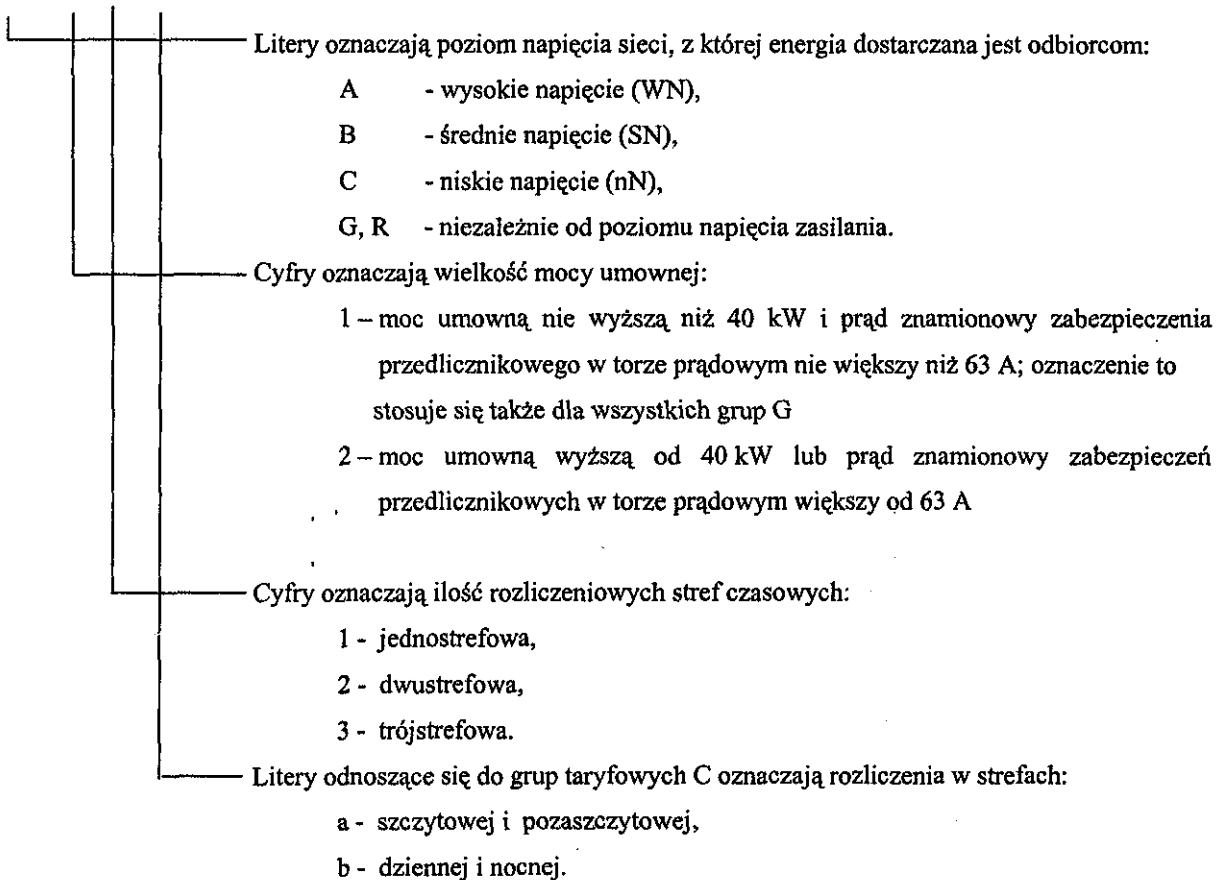 Litery oznaczają poziom napięcia sieci, z której energia dostarczana jest odbiorcom:
A - wysokie napięcie (WN),
B - średnie napięcie (SN),
C - niskie napięcie (nN),
G, R - niezależnie od poziomu napięcia zasilania.
Cyfry oznaczają wielkość mocy umownej:
1 – moc umowną nie wyższą niż 40 kW i prąd znamionowy zabezpieczenia
przedlicznikowego w torze prądowym nie większy niż 63 A; oznaczenie to
stosuje się także dla wszystkich grup G
2 – moc umowną wyższą od 40 kW lub prąd znamionowy zabezpieczeń
przedlicznikowych w torze prądowym większy od 63 A
Cyfry oznaczają ilość rozliczeniowych stref czasowych:
1 - jednostrefowa,
2 - dwustrefowa,
3 - trójstrefowa.
Litery odnoszące się do grup taryfowych C oznaczają rozliczenia w strefach:
a - szczytowej i pozaszczytowej,
b - dziennej i nocnej.